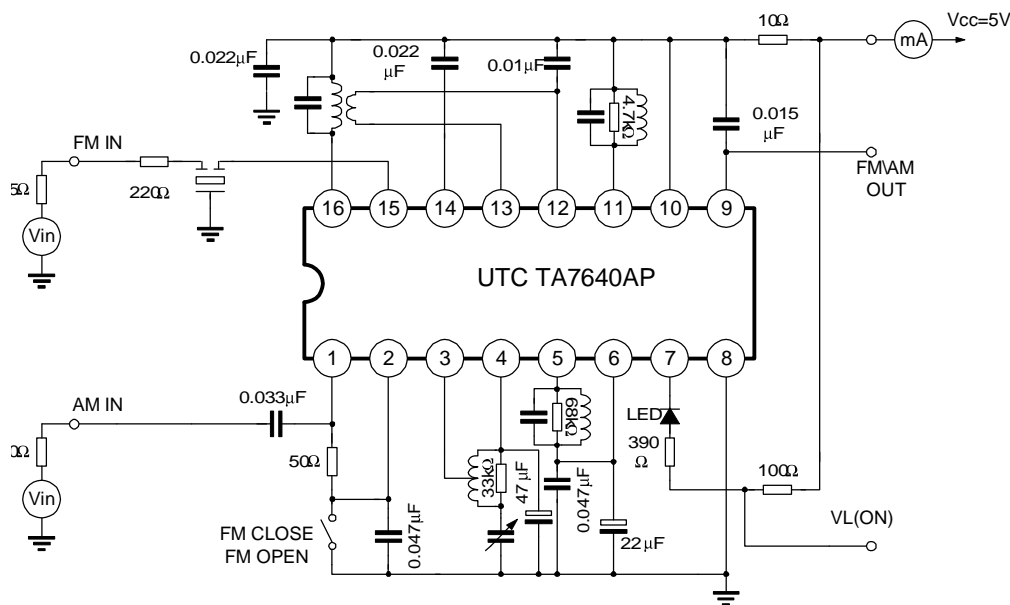 10Ω
Vcc=5V
mA
0.022μF
0.022
μF
0.01μF
4.7kΩ
0.015
μF
FM IN
220Ω
5Ω
Vin
FM\AM
OUT
16 15 14 13 12 11 10 9
UTC TA7640AP
1 2 3 4 5 6 7 8
AM IN
0.033μF
0Ω
Vin
50Ω
FM CLOSE
FM OPEN
0.047μF
33kΩ
47μF
68kΩ
0.047μF
22μF
LED
390
Ω
100Ω
VL(ON)